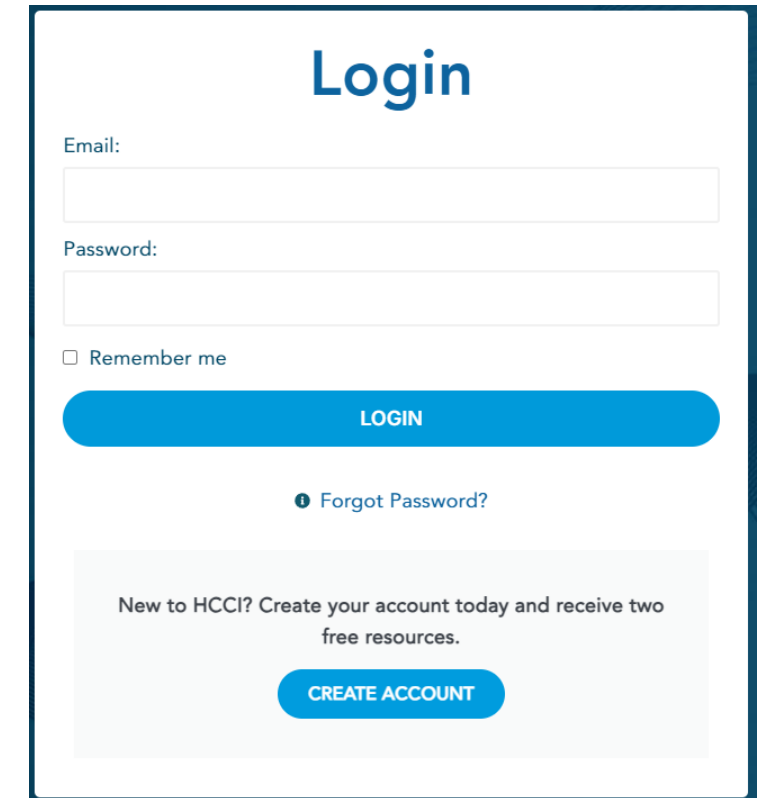 Login
Email:
Password:
Remember me
LOGIN
Forgot Password?
New to HCCI? Create your account today and receive two
free resources.
CREATE ACCOUNT